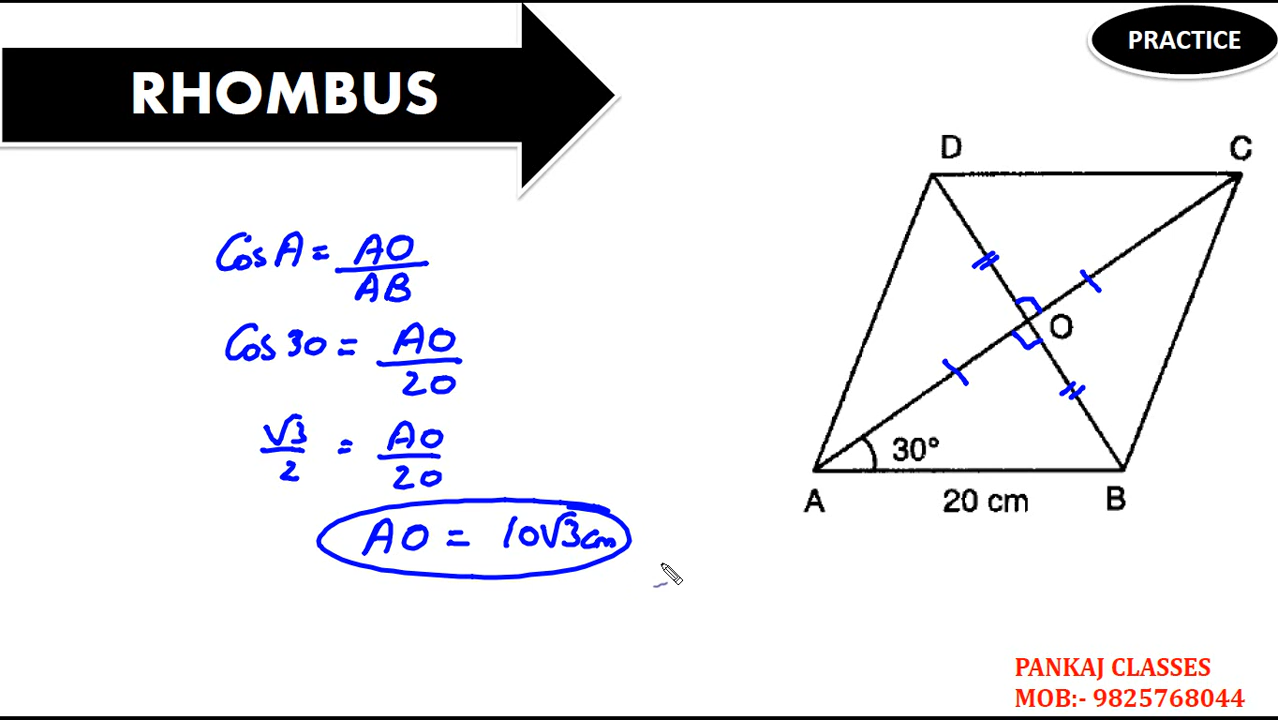 PRACTICE
RHOMBUS
D
C
Cos A = AO / AB
Cos 30 = AO / 20
O
√3 / 2 = AO / 20
30°
A
20 cm
B
AO = 10√3 cm
PANKAJ CLASSES
MOB:- 9825768044